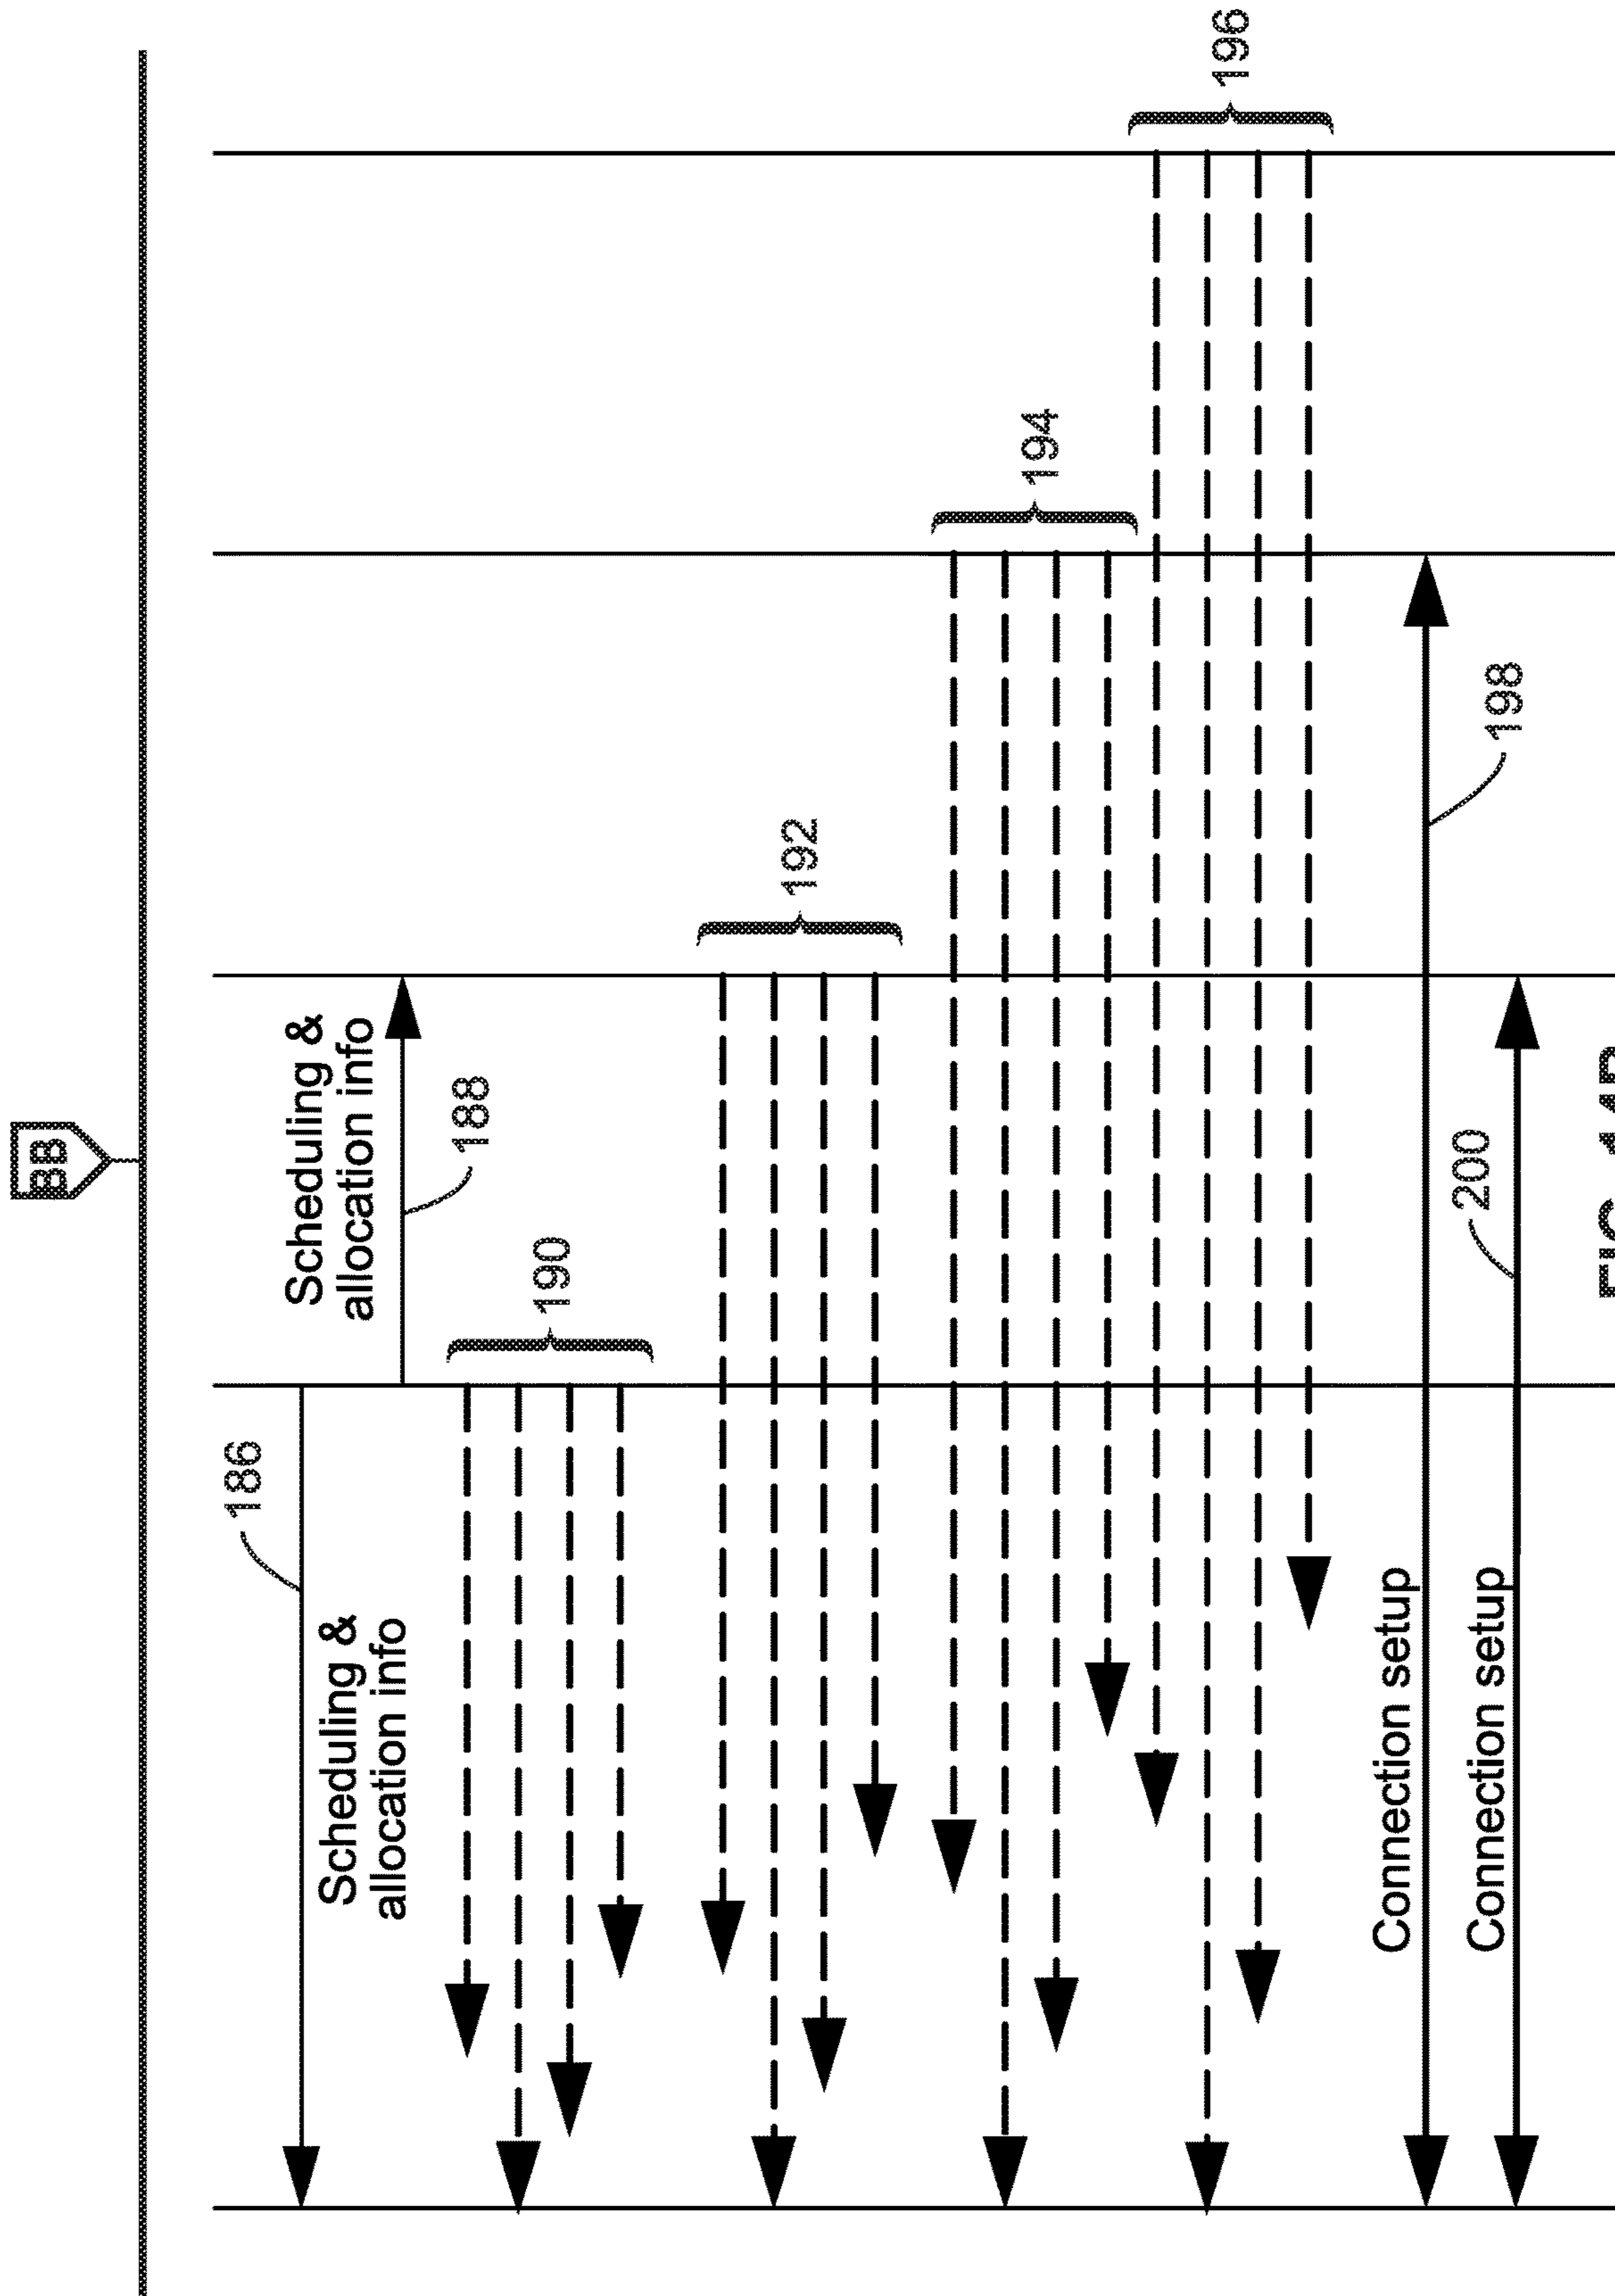 BB
186
Scheduling &
allocation info
Scheduling &
allocation info
188
190
192
194
196
Connection setup
198
Connection setup
200